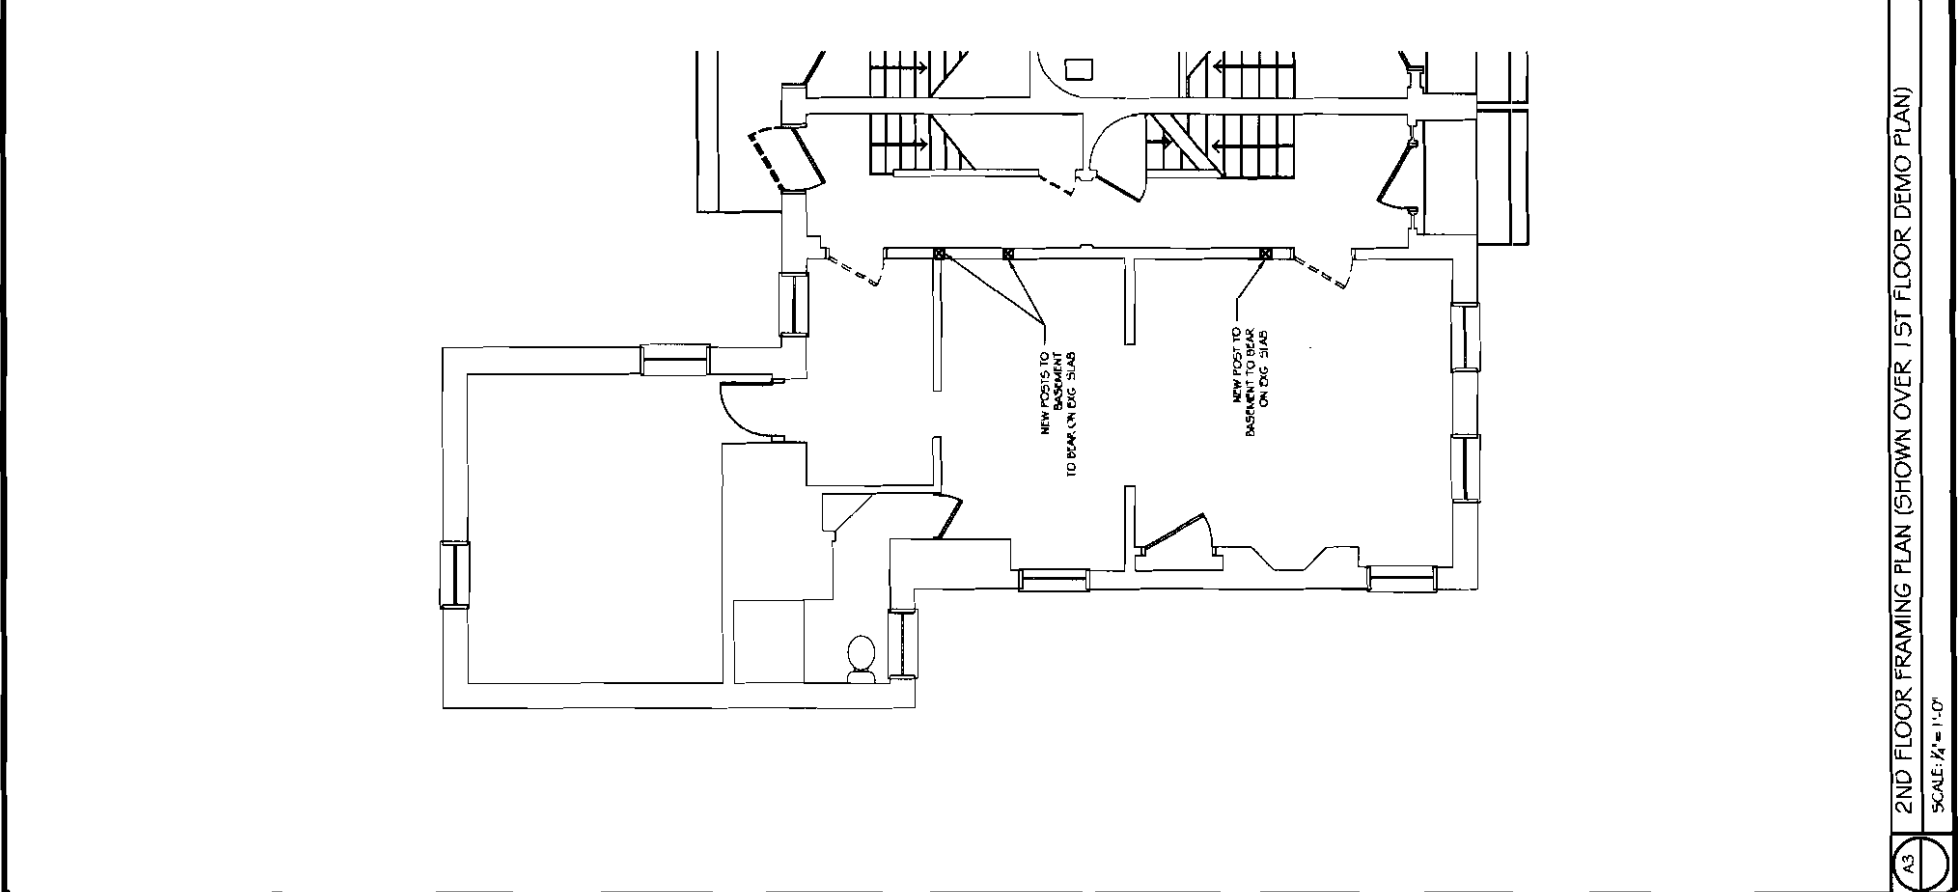 NEW POSTS TO
BASEMENT
TO BEAR ON EXG SLAB
NEW POST TO
BASEMENT TO BEAR
ON EXG SLAB
2ND FLOOR FRAMING PLAN (SHOWN OVER 1ST FLOOR DEMO PLAN)
SCALE: ¼"=1'-0"
A3